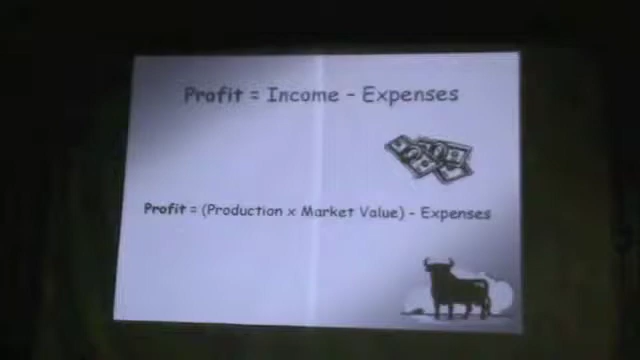 Profit = Income - Expenses
Profit = (Production x Market Value) - Expenses